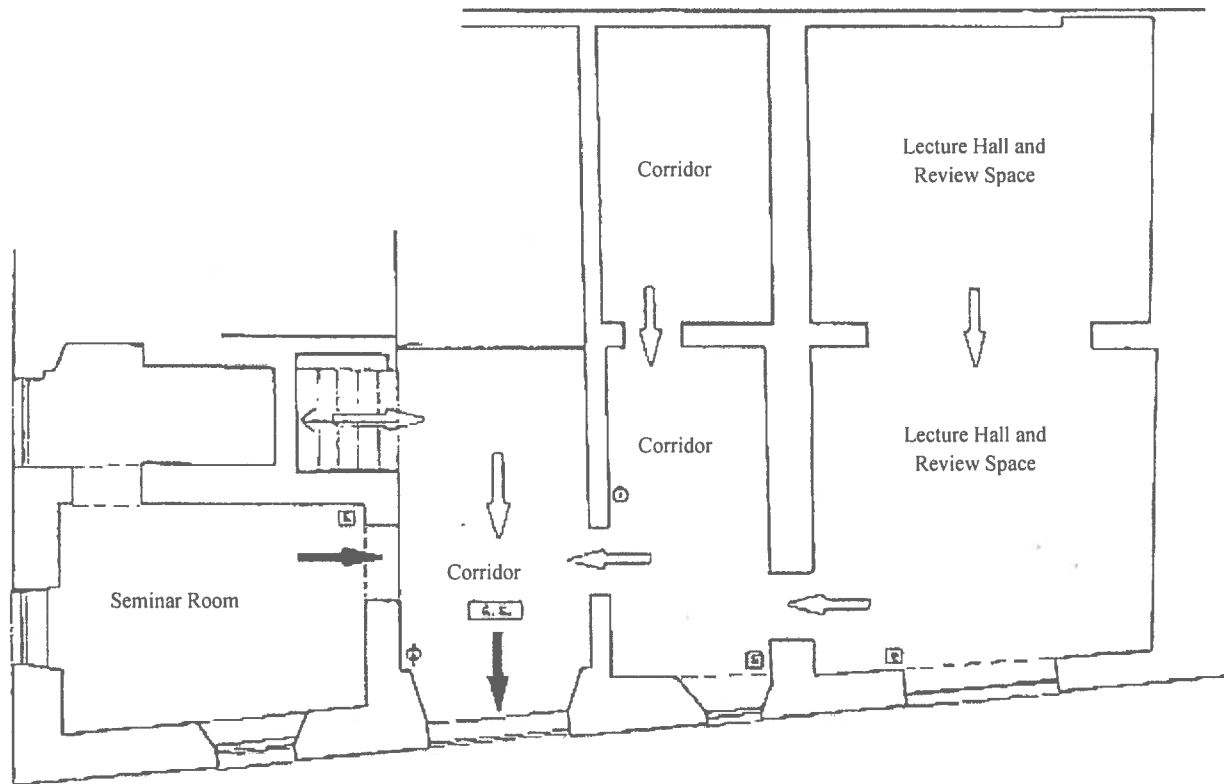 Corridor
Lecture Hall and
Review Space
Corridor
Lecture Hall and
Review Space
Corridor
Seminar Room